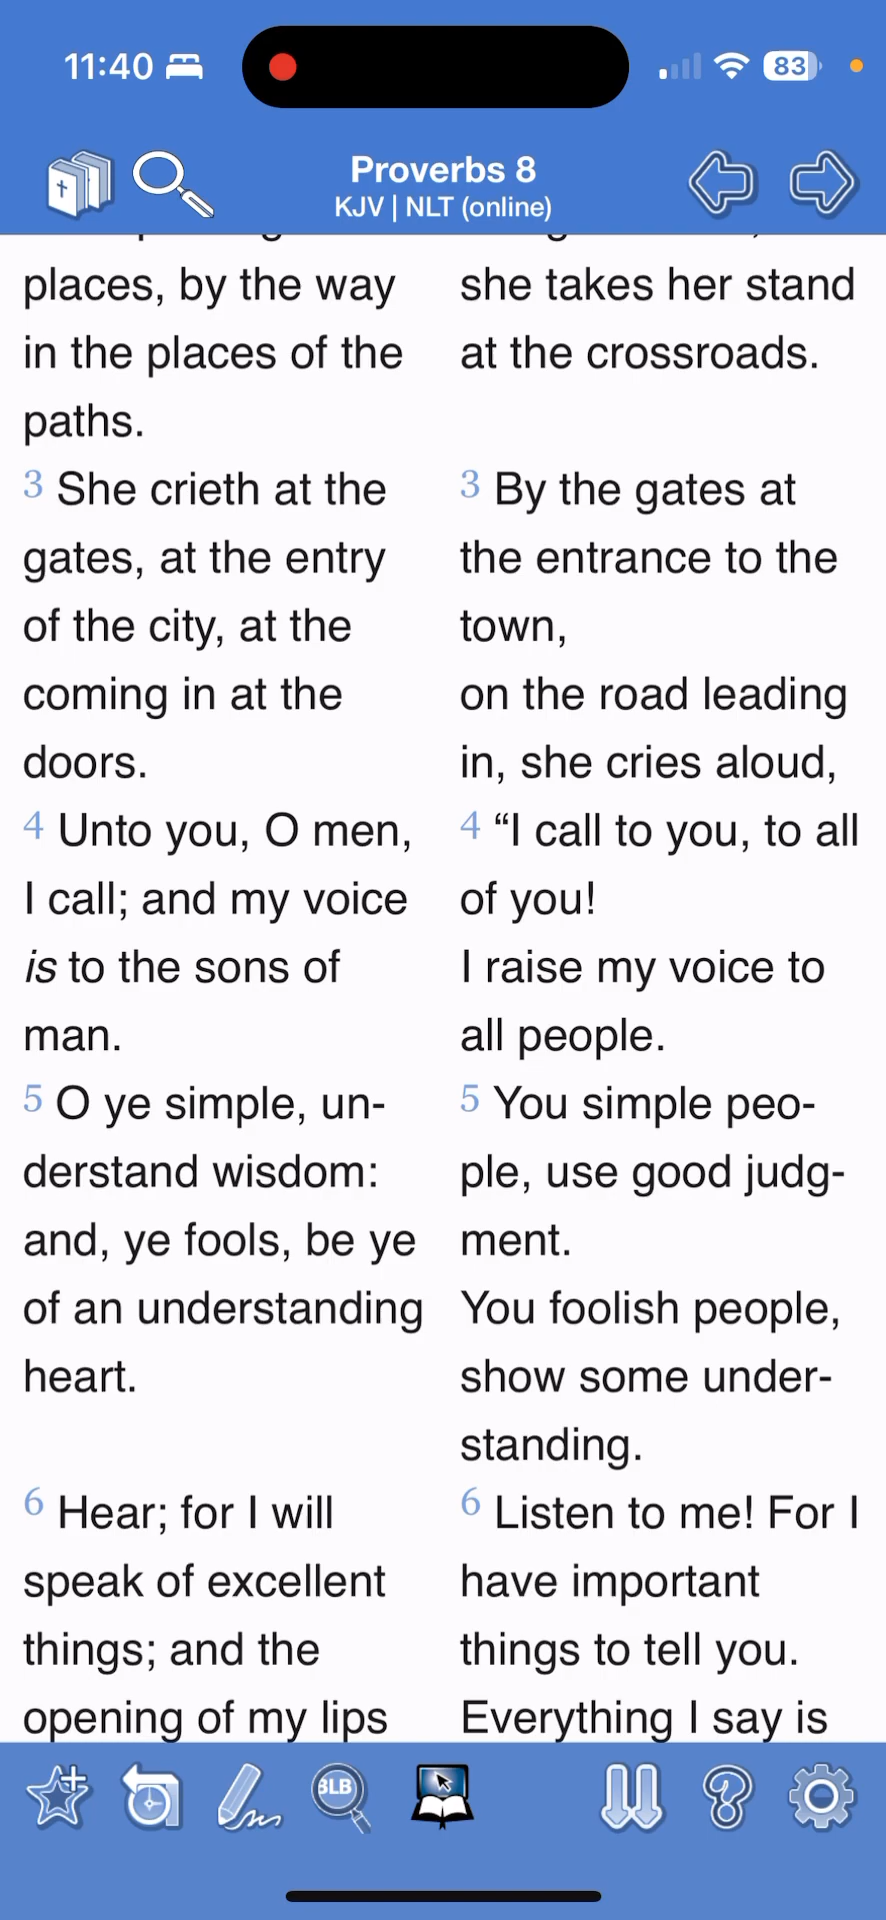 11:40
83
Proverbs 8
KJV | NLT (online)
places, by the way
in the places of the
paths.
3 She crieth at the
gates, at the entry
of the city, at the
coming in at the
doors.
4 Unto you, O men,
I call; and my voice
is to the sons of
man.
5 O ye simple, un-
derstand wisdom:
and, ye fools, be ye
of an understanding
heart.
6 Hear; for I will
speak of excellent
things; and the
opening of my lips
she takes her stand
at the crossroads.
3 By the gates at
the entrance to the
town,
on the road leading
in, she cries aloud,
4 “I call to you, to all
of you!
I raise my voice to
all people.
5 You simple peo-
ple, use good judg-
ment.
You foolish people,
show some under-
standing.
6 Listen to me! For I
have important
things to tell you.
Everything I say is
BLB